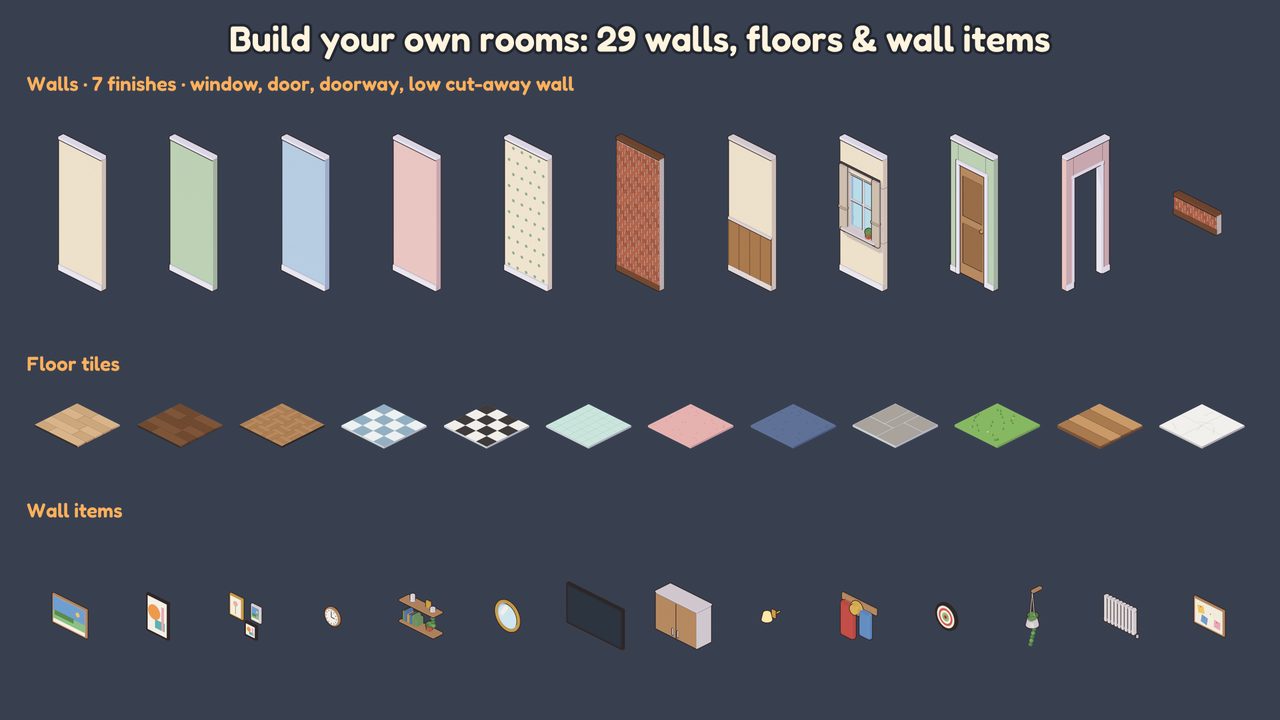 Build your own rooms: 29 walls, floors & wall items
Walls · 7 finishes · window, door, doorway, low cut-away wall
Floor tiles
Wall items